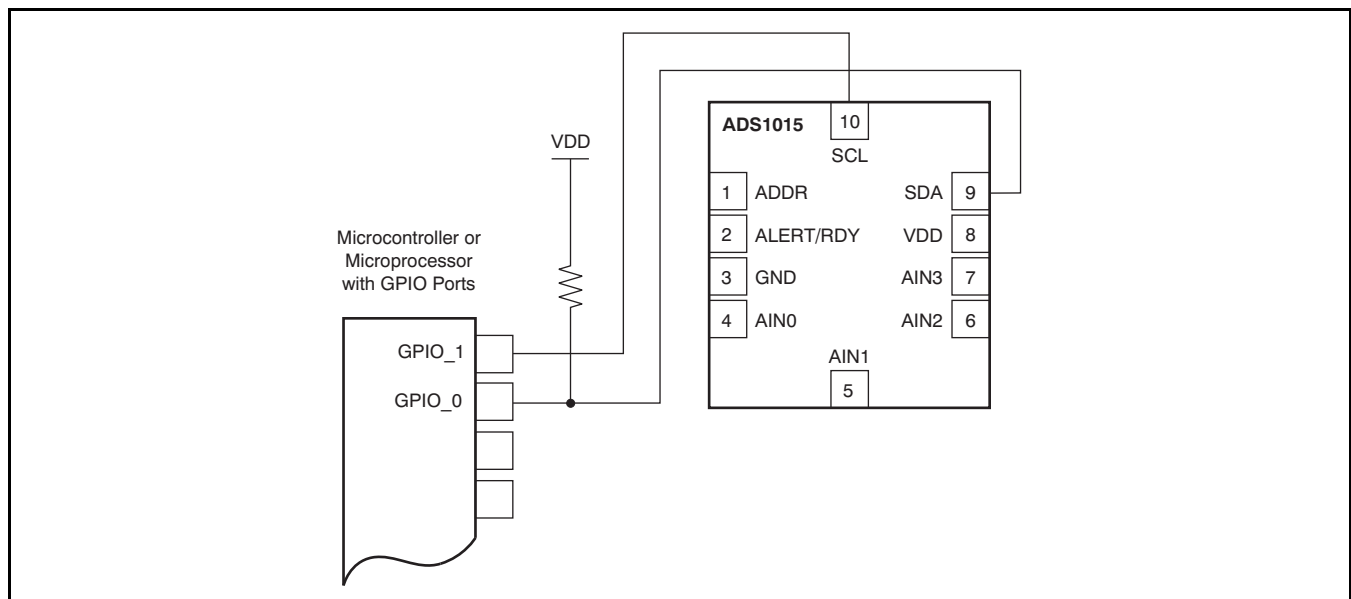 VDD
Microcontroller or
Microprocessor
with GPIO Ports
GPIO_1
GPIO_0
ADS1015
10
SCL
1 ADDR
2 ALERT/RDY
3 GND
4 AIN0
SDA 9
VDD 8
AIN3 7
AIN2 6
AIN1
5